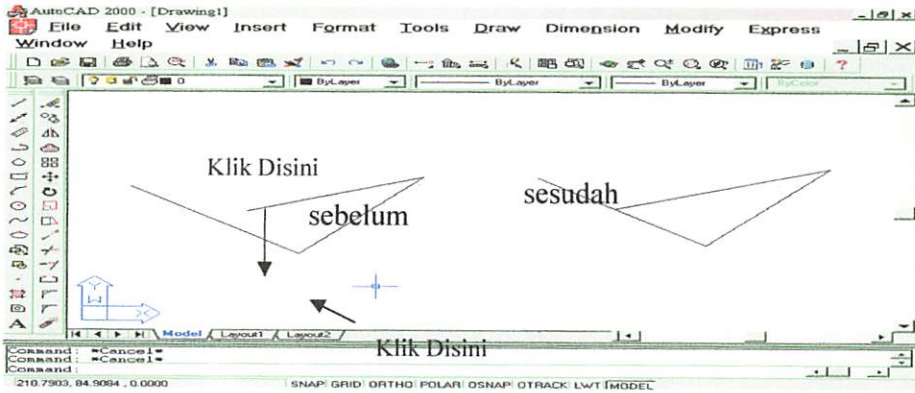 AutoCAD 2000 - [Drawing1]
File Edit View Insert Format Tools Draw Dimension Modify Express
Window Help
0 ByLayer ByLayer ByLayer ByColor
Klik Disini
sebelum
sesudah
Y
W
X
Model Layout1 Layout2
Klik Disini
Command: *Cancel*
Command: *Cancel*
Command:
210.7903, 84.9084 , 0.0000 SNAP GRID ORTHO POLAR OSNAP OTRACK LWT MODEL